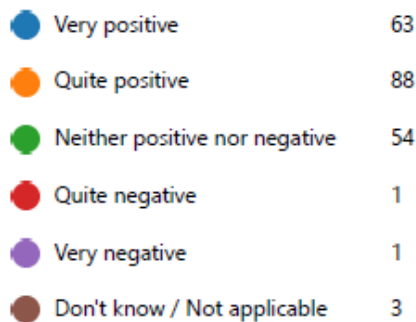 Very positive 63
Quite positive 88
Neither positive nor negative 54
Quite negative 1
Very negative 1
Don't know / Not applicable 3